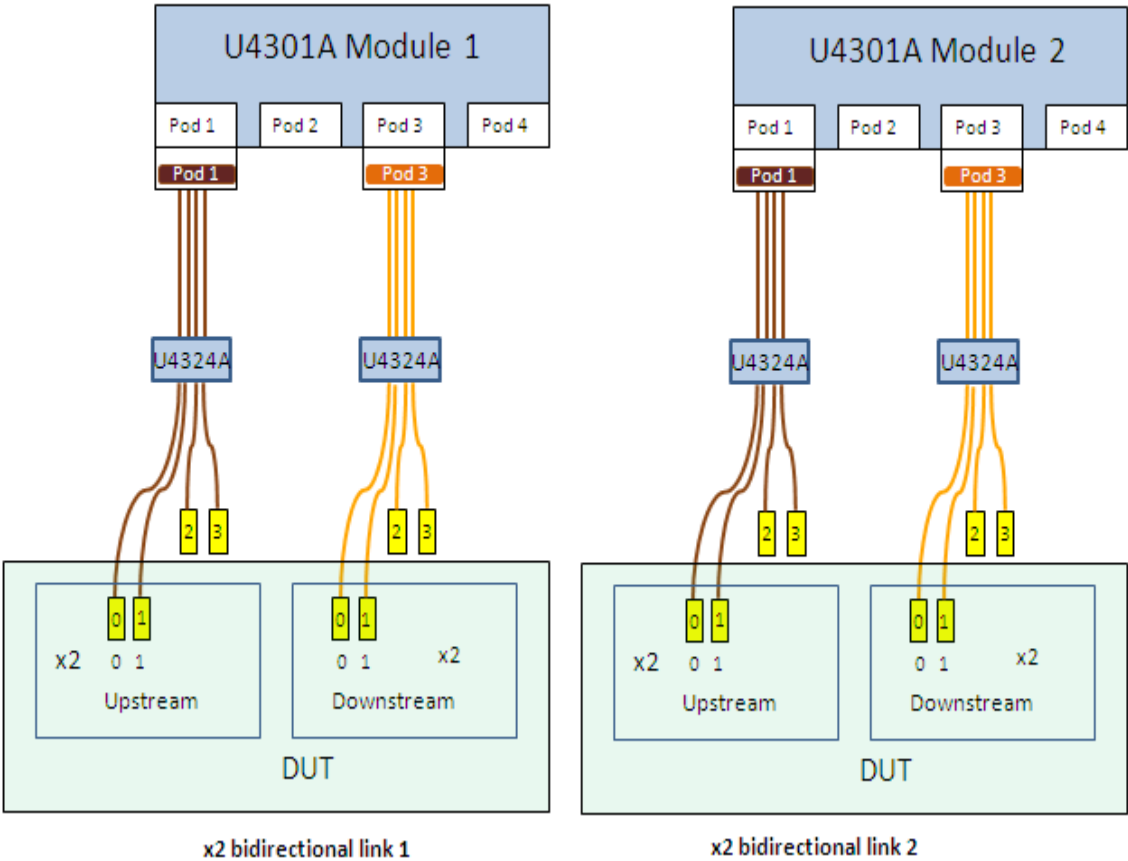 U4301A Module 1
Pod 1 Pod 2 Pod 3 Pod 4
Pod 1 Pod 3
U4324A U4324A
2 3 2 3
0 1 0 1
x2 0 1 0 1 x2
Upstream Downstream
DUT
x2 bidirectional link 1
U4301A Module 2
Pod 1 Pod 2 Pod 3 Pod 4
Pod 1 Pod 3
U4324A U4324A
2 3 2 3
0 1 0 1
x2 0 1 0 1 x2
Upstream Downstream
DUT
x2 bidirectional link 2